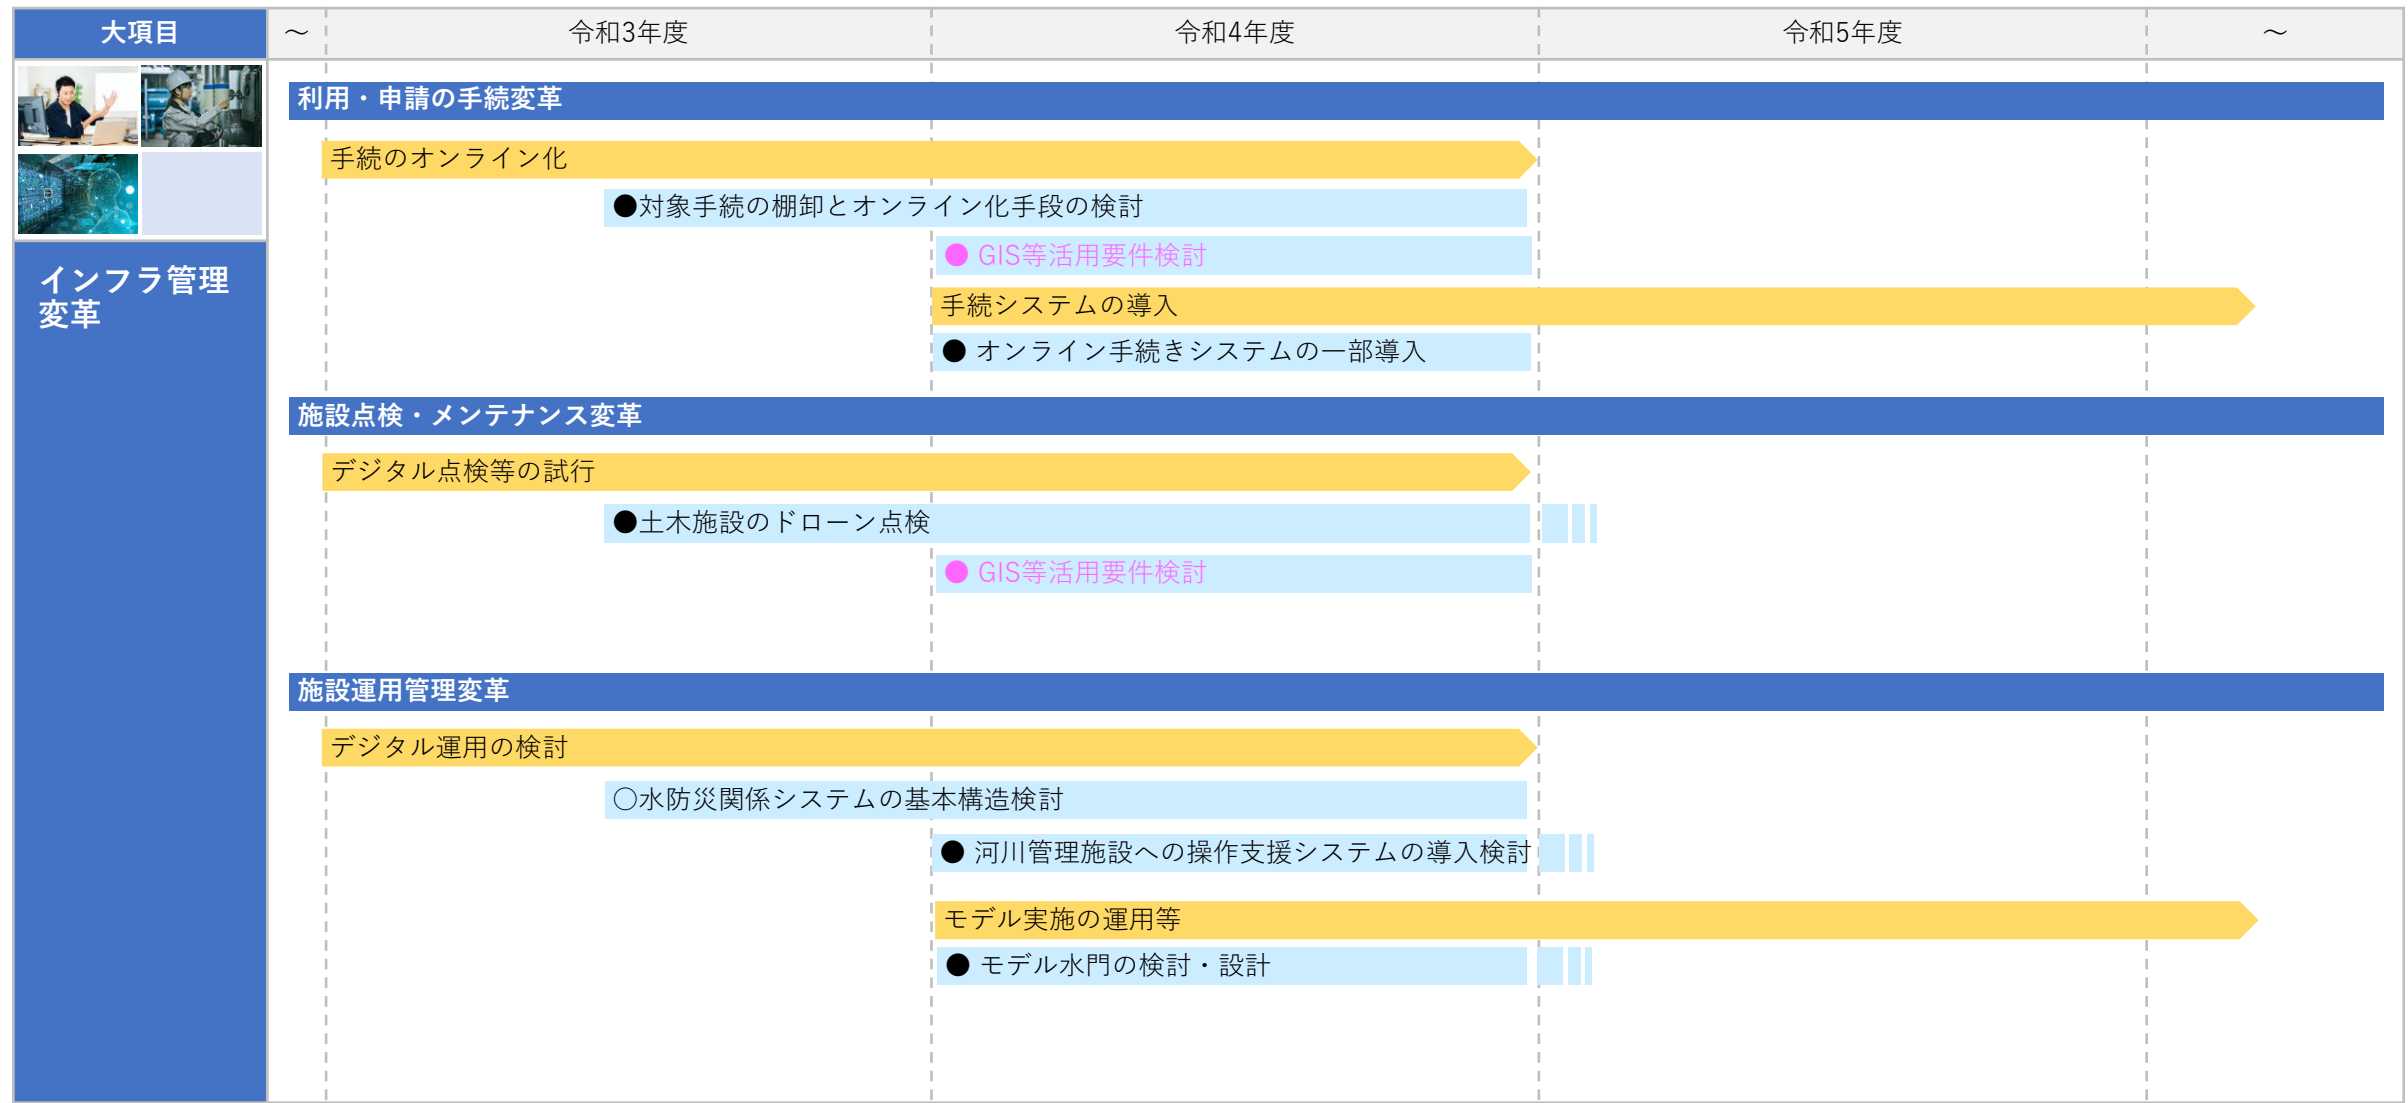 大項目
～
令和3年度
令和4年度
令和5年度
～
インフラ管理
変革
利用・申請の手続変革
手続のオンライン化
●対象手続の棚卸とオンライン化手段の検討
● GIS等活用要件検討
手続システムの導入
● オンライン手続きシステムの一部導入
施設点検・メンテナンス変革
デジタル点検等の試行
●土木施設のドローン点検
● GIS等活用要件検討
施設運用管理変革
デジタル運用の検討
○水防災関係システムの基本構造検討
● 河川管理施設への操作支援システムの導入検討
モデル実施の運用等
● モデル水門の検討・設計